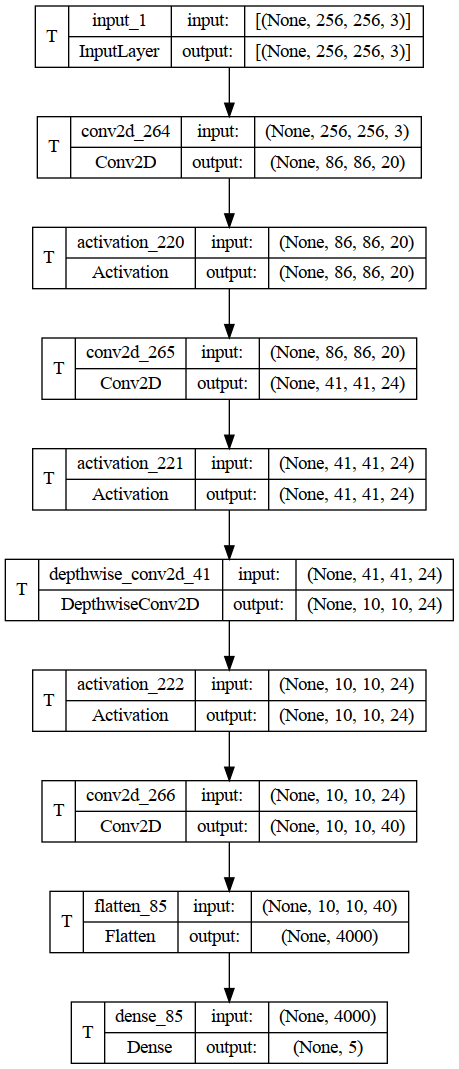 T input_1 input: [(None, 256, 256, 3)]
InputLayer output: [(None, 256, 256, 3)]
T conv2d_264 input: (None, 256, 256, 3)
Conv2D output: (None, 86, 86, 20)
T activation_220 input: (None, 86, 86, 20)
Activation output: (None, 86, 86, 20)
T conv2d_265 input: (None, 86, 86, 20)
Conv2D output: (None, 41, 41, 24)
T activation_221 input: (None, 41, 41, 24)
Activation output: (None, 41, 41, 24)
T depthwise_conv2d_41 input: (None, 41, 41, 24)
DepthwiseConv2D output: (None, 10, 10, 24)
T activation_222 input: (None, 10, 10, 24)
Activation output: (None, 10, 10, 24)
T conv2d_266 input: (None, 10, 10, 24)
Conv2D output: (None, 10, 10, 40)
T flatten_85 input: (None, 10, 10, 40)
Flatten output: (None, 4000)
T dense_85 input: (None, 4000)
Dense output: (None, 5)